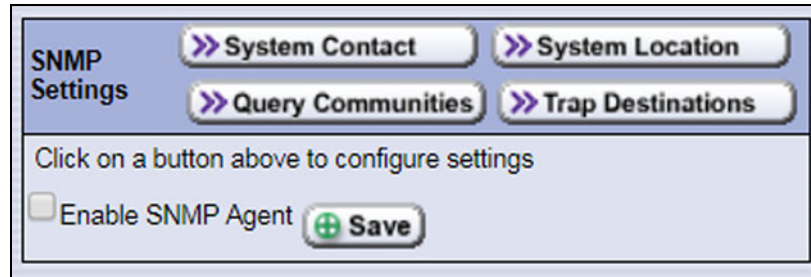 SNMP Settings
System Contact
System Location
Query Communities
Trap Destinations
Click on a button above to configure settings
Enable SNMP Agent
Save